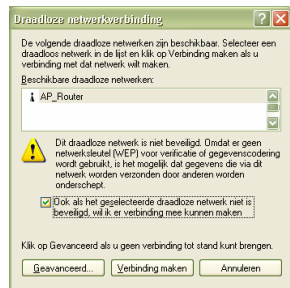 Draadloze netwerkverbinding
De volgende draadloze netwerken zijn beschikbaar. Selecteer een
draadloos netwerk in de lijst en klik op Verbinding maken als u
verbinding met dat netwerk wilt maken.
Beschikbare draadloze netwerken:
AP_Router
Dit draadloze netwerk is niet beveiligd. Omdat er geen
netwerksleutel (WEP) voor verificatie of gegevenscodering
wordt gebruikt, is het mogelijk dat gegevens die via dit
netwerk worden verzonden door anderen worden
onderschept.
Ook als het geselecteerde draadloze netwerk niet is
beveiligd, wil ik er verbinding mee kunnen maken
Klik op Gevanceerd als u geen verbinding tot stand kunt brengen.
Geavanceerd... Verbinding maken Annuleren